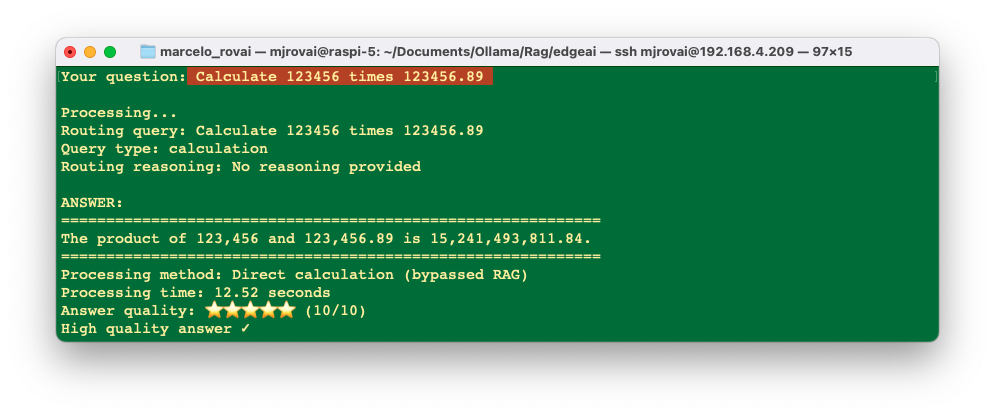 marcelo_rovai — mjrovai@raspi-5: ~/Documents/Ollama/Rag/edgeai — ssh mjrovai@192.168.4.209 — 97×15
Your question: Calculate 123456 times 123456.89
Processing...
Routing query: Calculate 123456 times 123456.89
Query type: calculation
Routing reasoning: No reasoning provided
ANSWER:
============================================================
The product of 123,456 and 123,456.89 is 15,241,493,811.84.
============================================================
Processing method: Direct calculation (bypassed RAG)
Processing time: 12.52 seconds
Answer quality: ⭐⭐⭐⭐⭐ (10/10)
High quality answer ✓